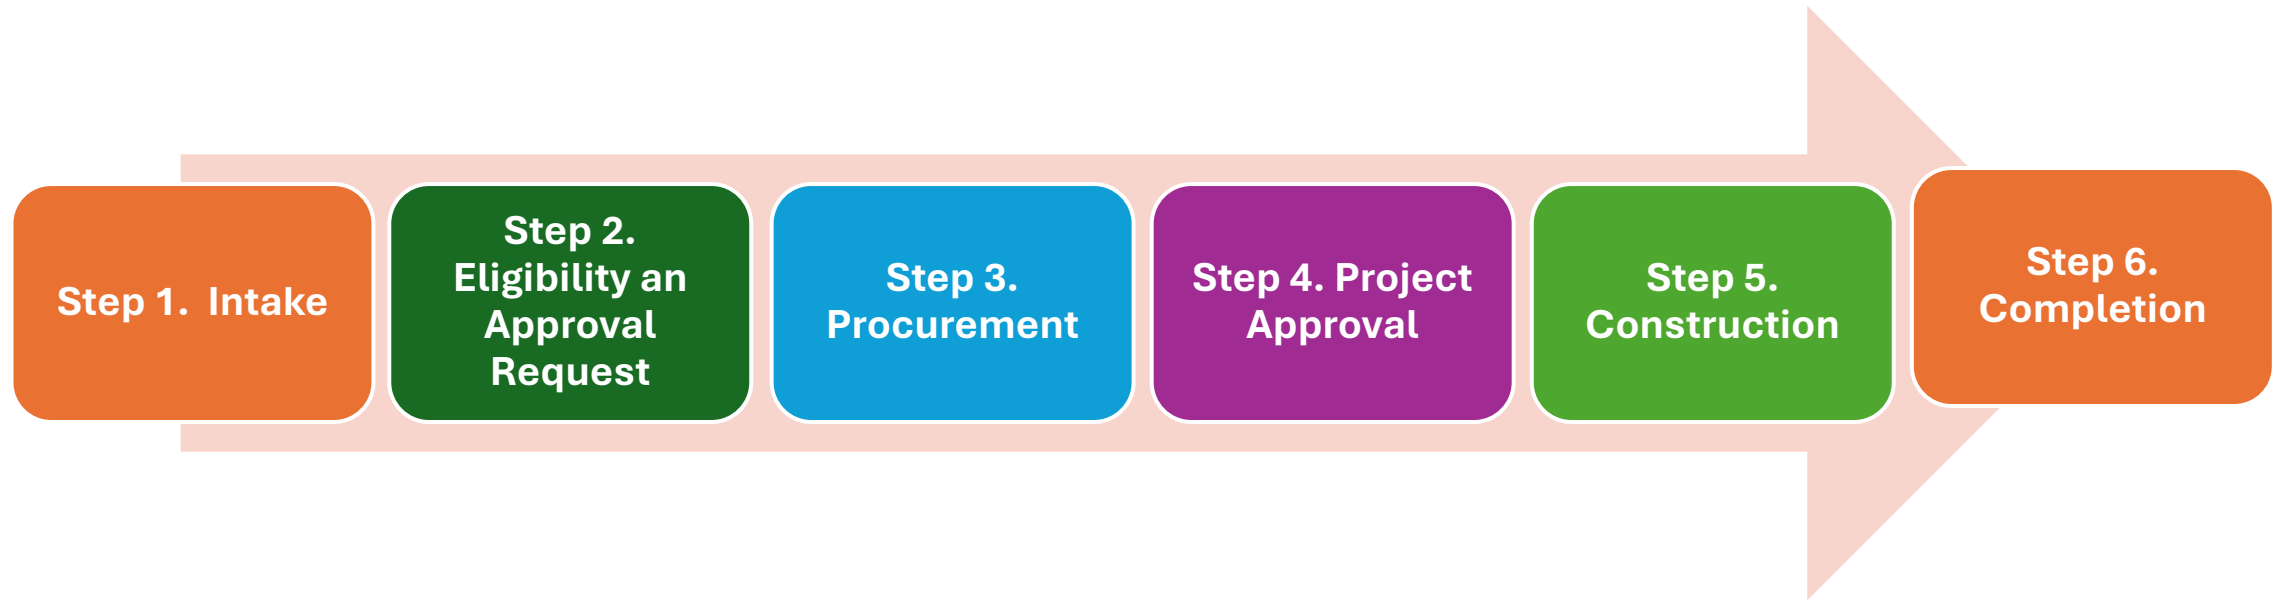 Step 1.  Intake
Step 2.
Eligibility an
Approval
Request
Step 3.
Procurement
Step 4. Project
Approval
Step 5.
Construction
Step 6.
Completion